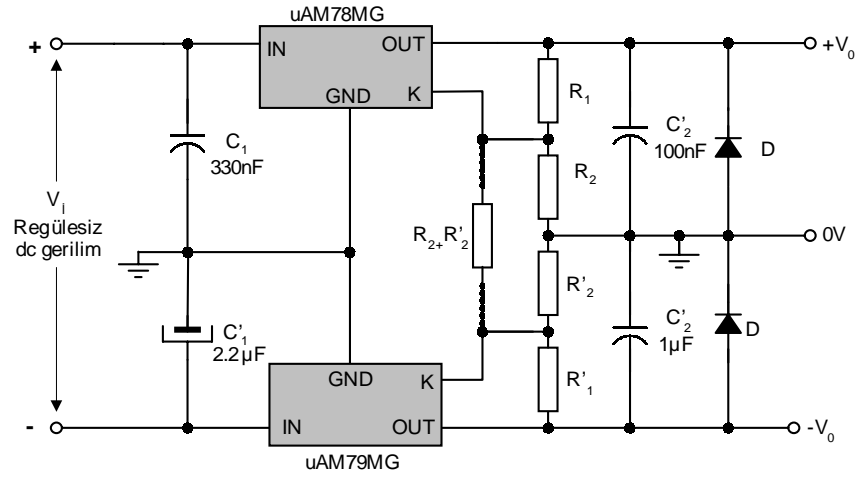 uAM78MG
+
IN
OUT
+V₀
GND
K
C₁
330nF
R₁
R₂
C'₂
100nF
D
Vᵢ
Regülesiz
dc gerilim
R₂₊R'₂
0V
C'₁
2.2µF
R'₂
C'₂
1µF
D
GND
K
R'₁
-
IN
OUT
-V₀
uAM79MG